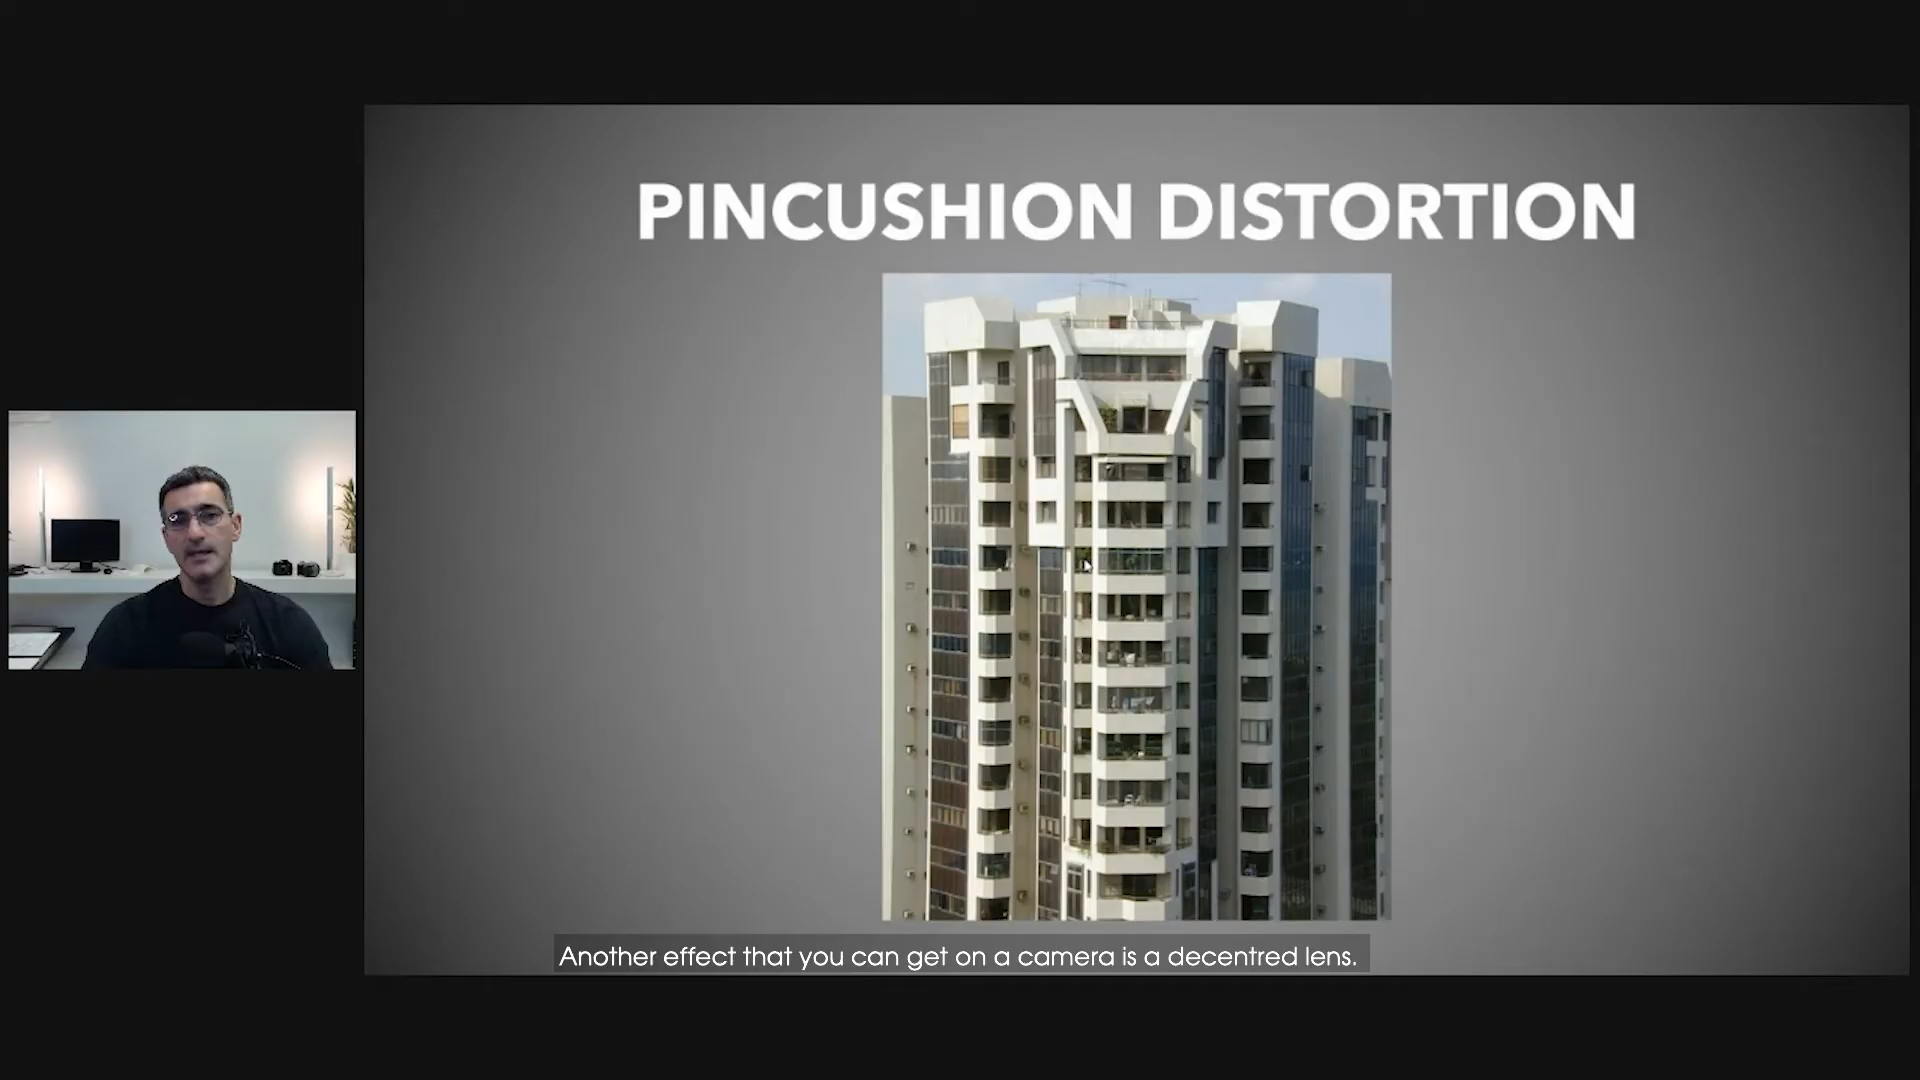 PINCUSHION DISTORTION
Another effect that you can get on a camera is a decentred lens.